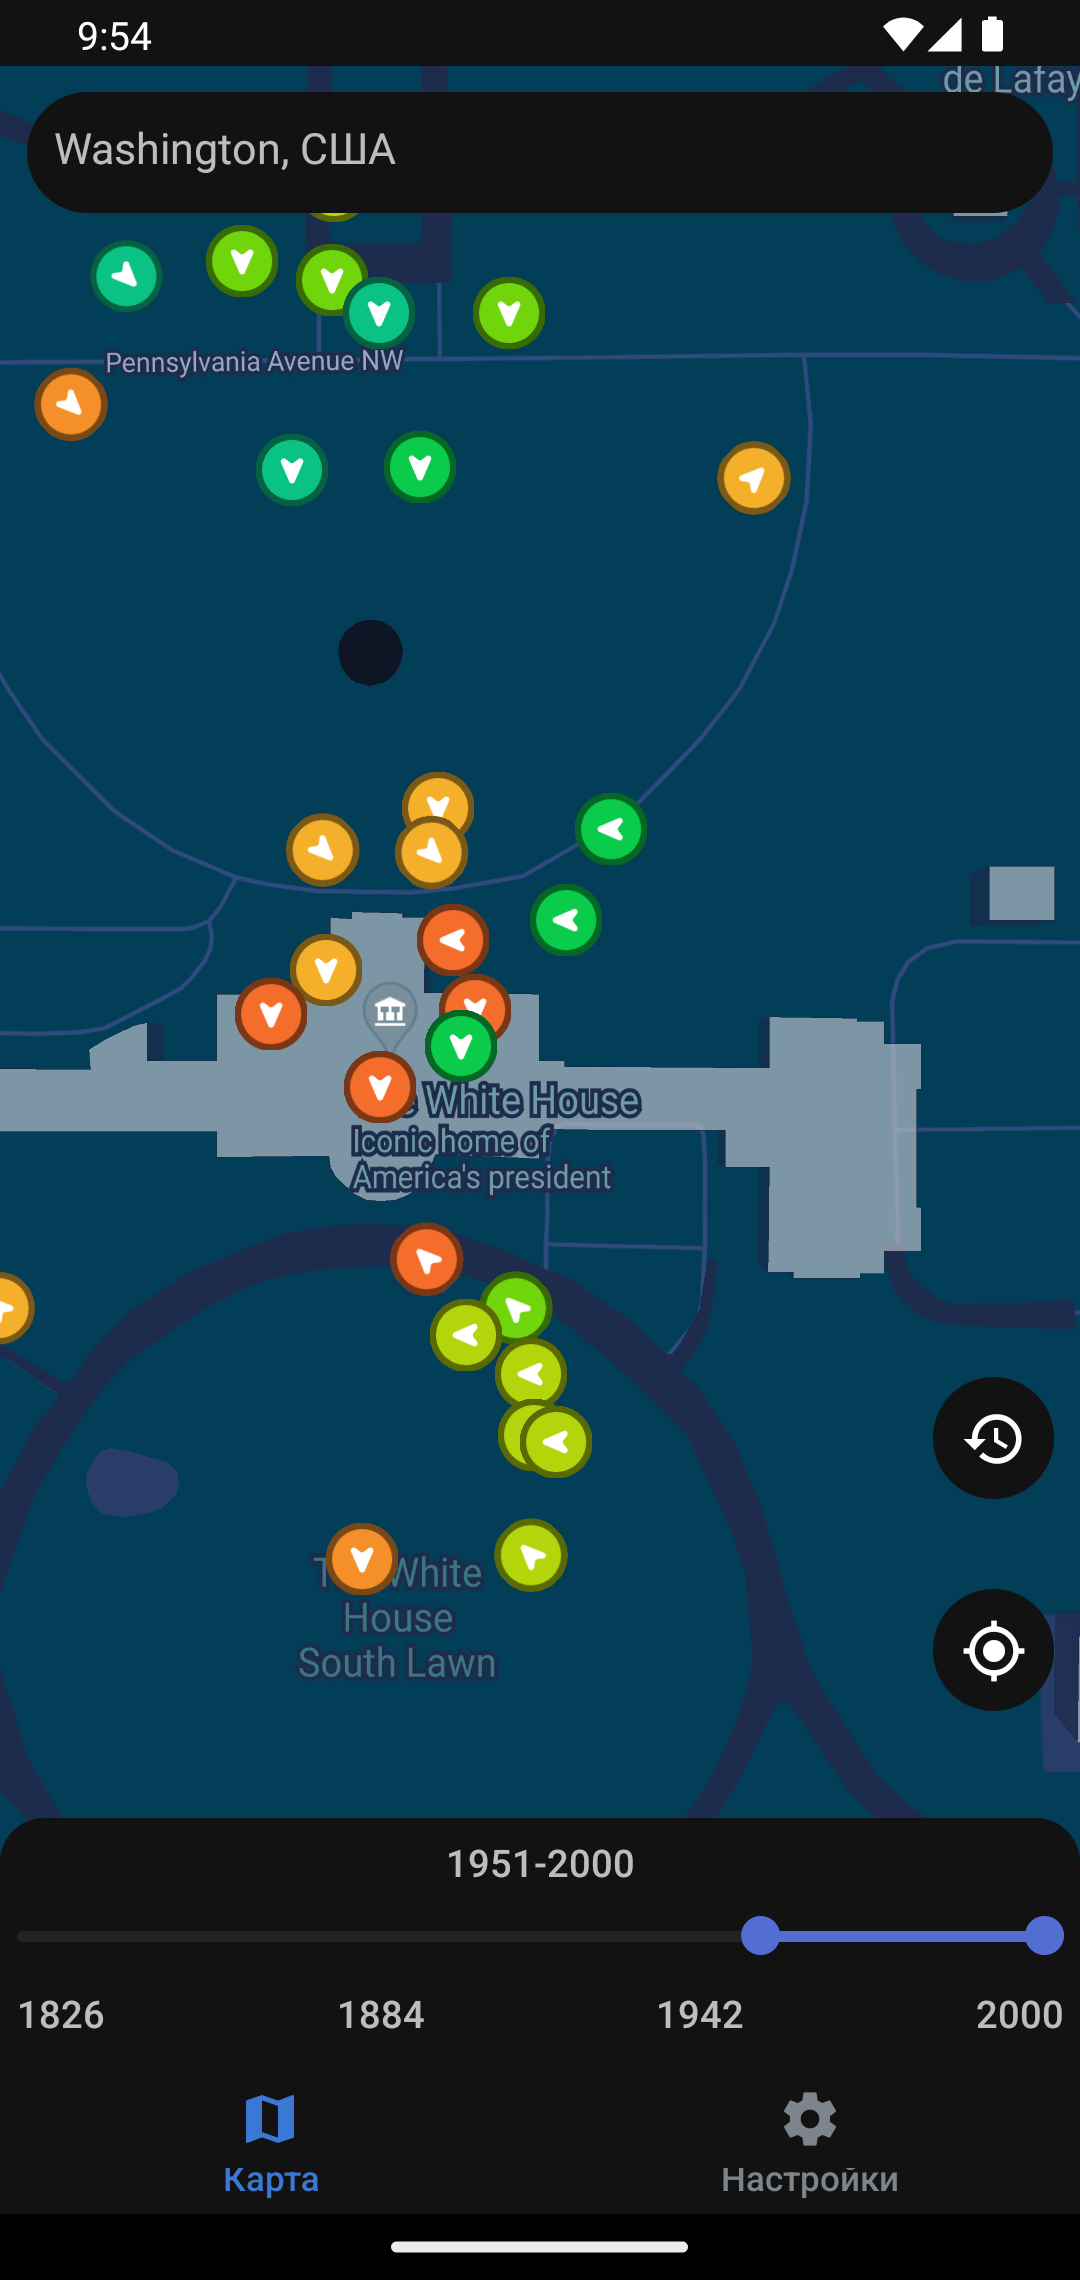 9:54
de Lafay
Washington, США
Pennsylvania Avenue NW
White House
Iconic home of
America's president
White
House
South Lawn
1951-2000
1826
1884
1942
2000
Карта
Настройки